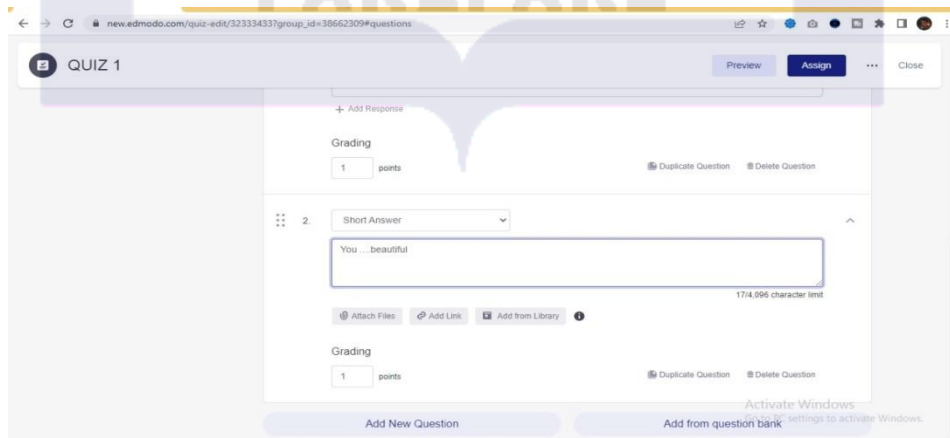 new.edmodo.com/quiz-edit/32333433?group_id=38662309#questions
QUIZ 1
Preview
Assign
Close
+ Add Response
Grading
1 points
Duplicate Question
Delete Question
2. Short Answer
You ... beautiful
17/4,096 character limit
Attach Files
Add Link
Add from Library
Grading
1 points
Duplicate Question
Delete Question
Activate Windows
Go to PC settings to activate Windows.
Add New Question
Add from question bank